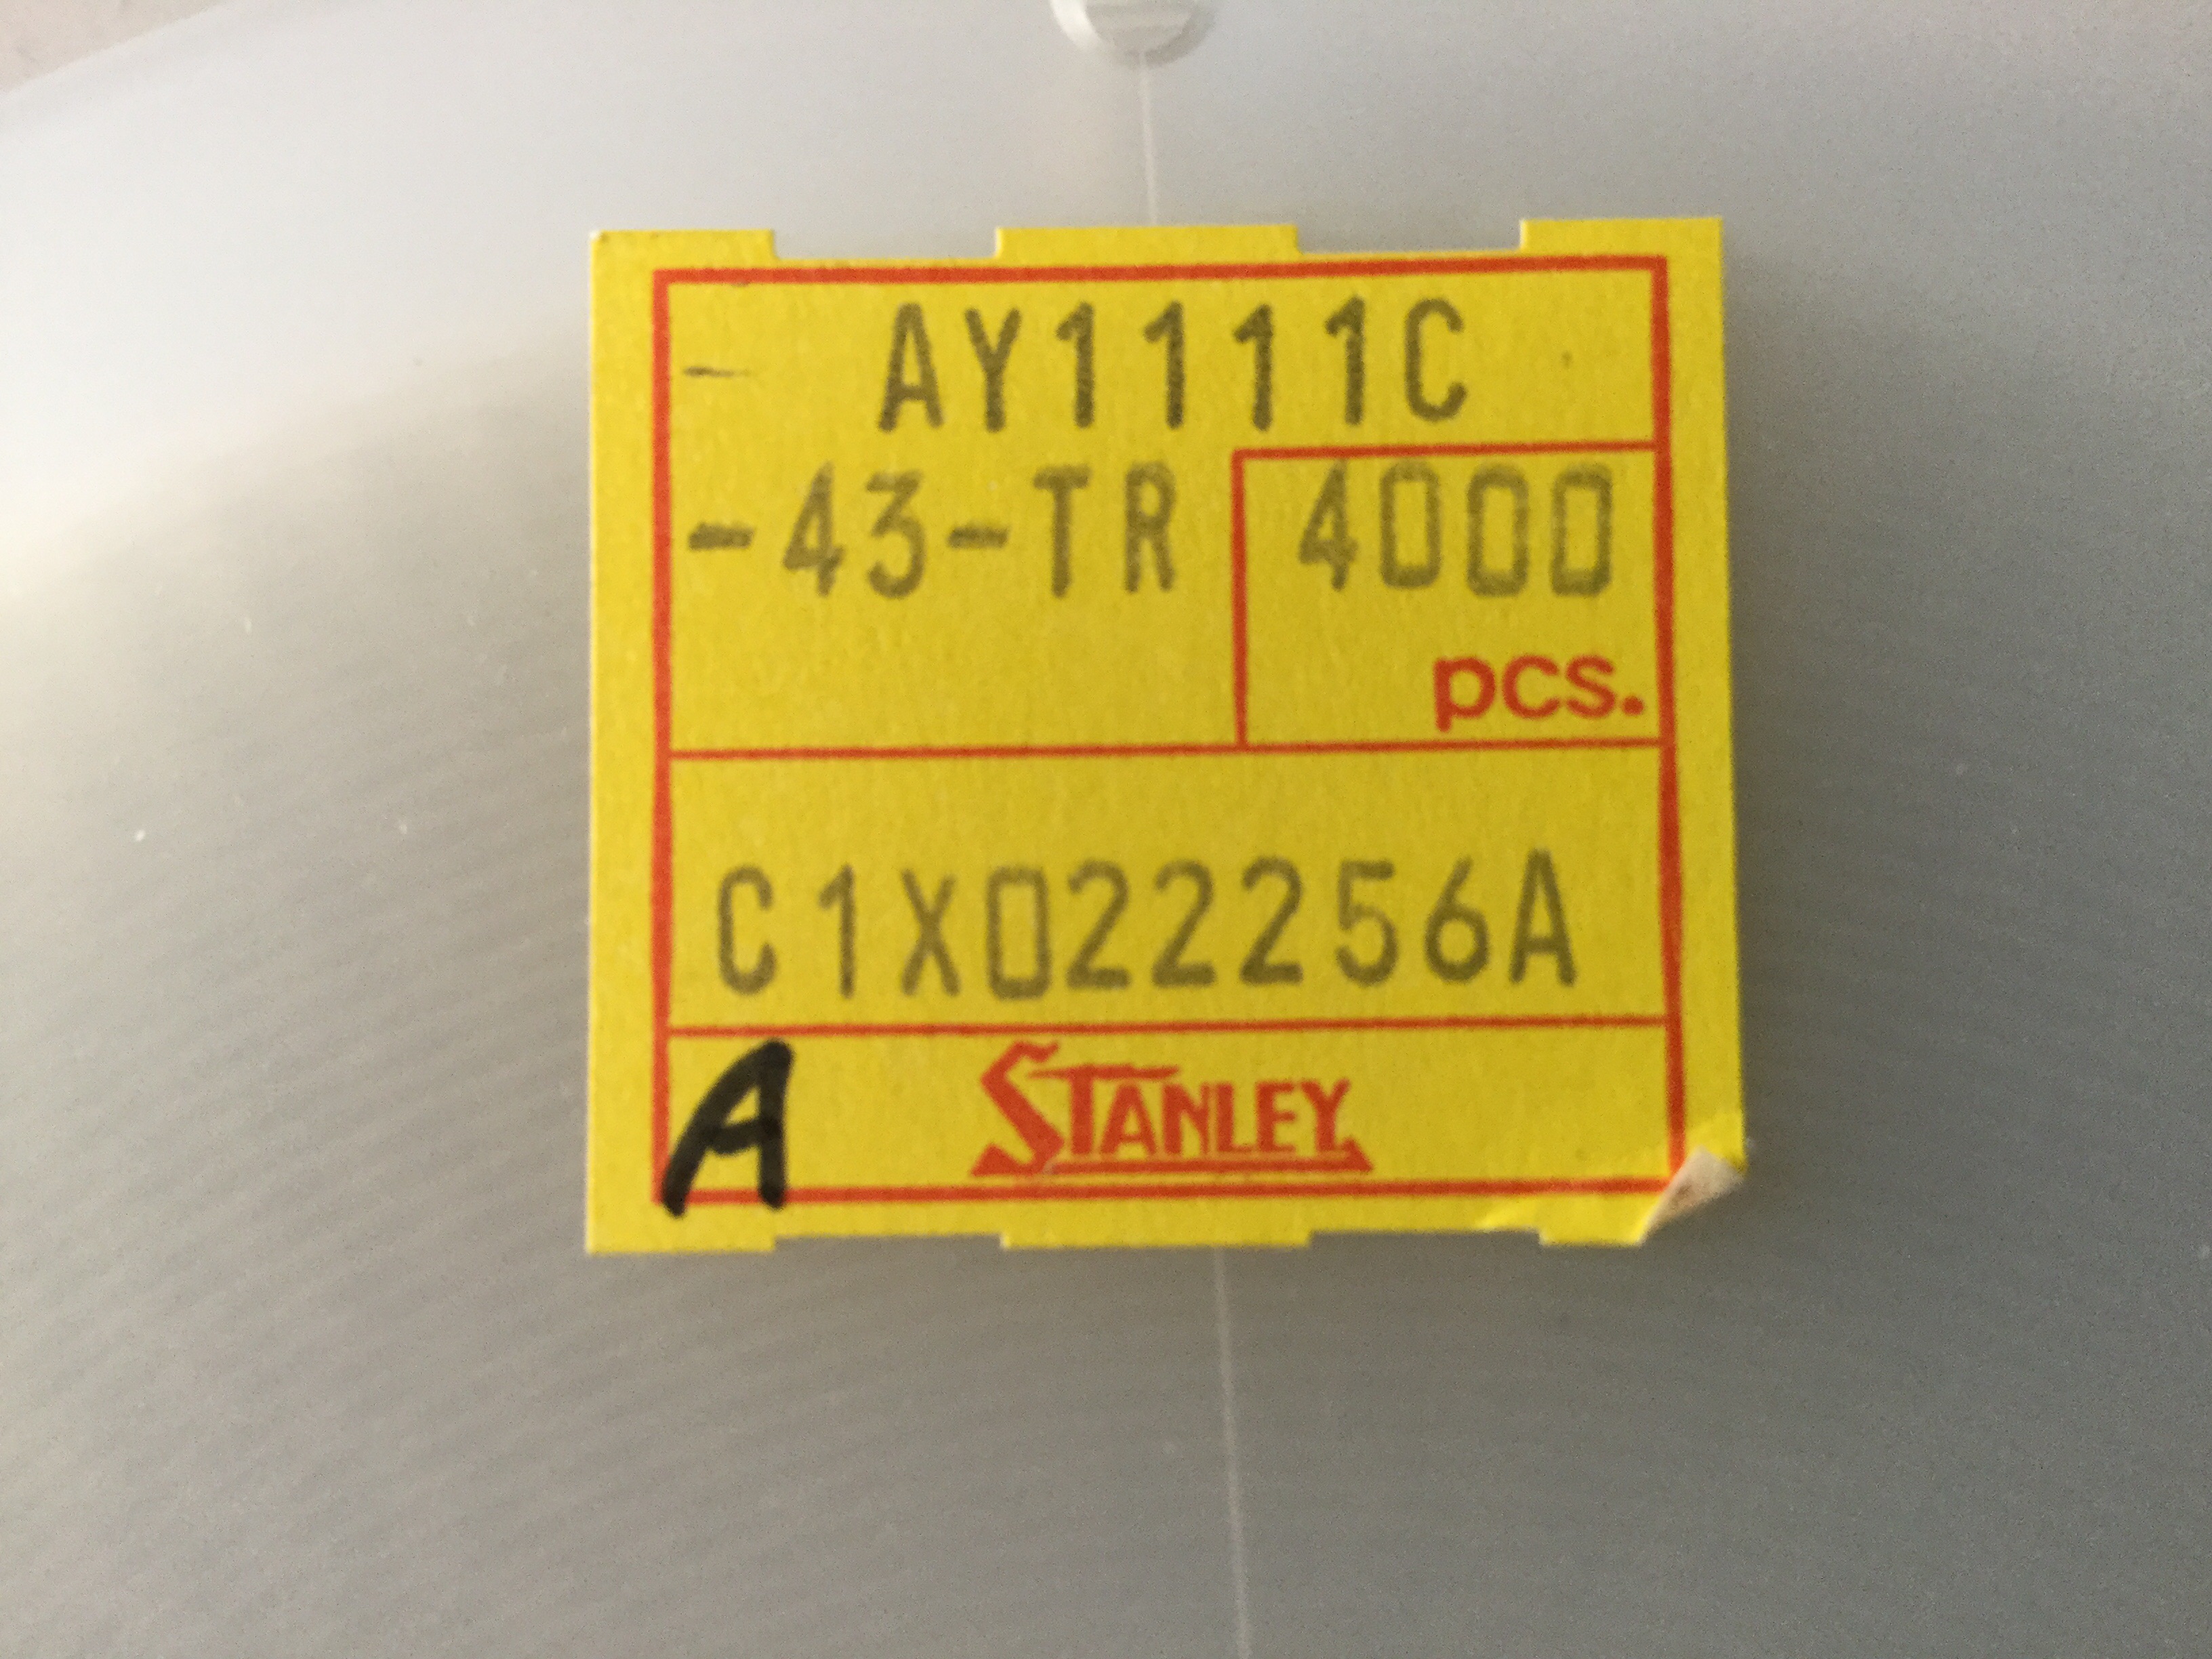 AY1111C
-43-TR 4000
pcs.
C1X022256A
A STANLEY